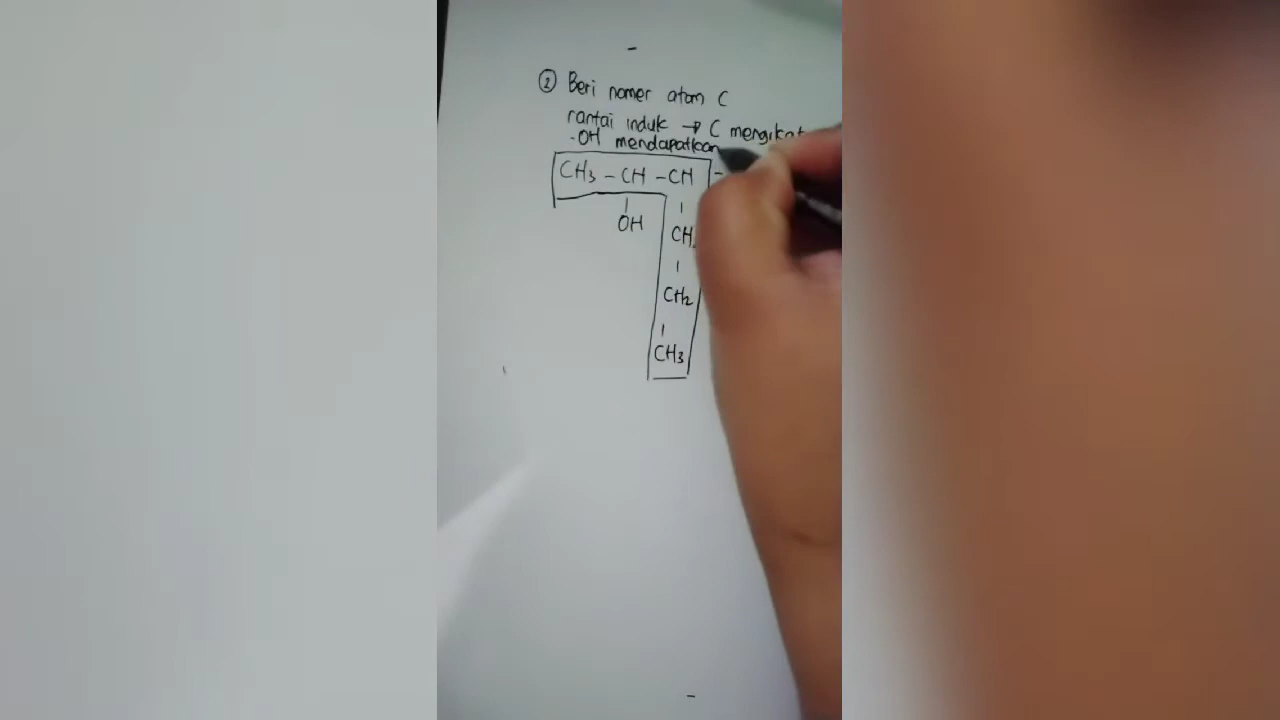 ② Beri nomer atom C
rantai induk → C mengikat
-OH mendapatkan
CH3 - CH - CH -
OH
CH
CH2
CH3